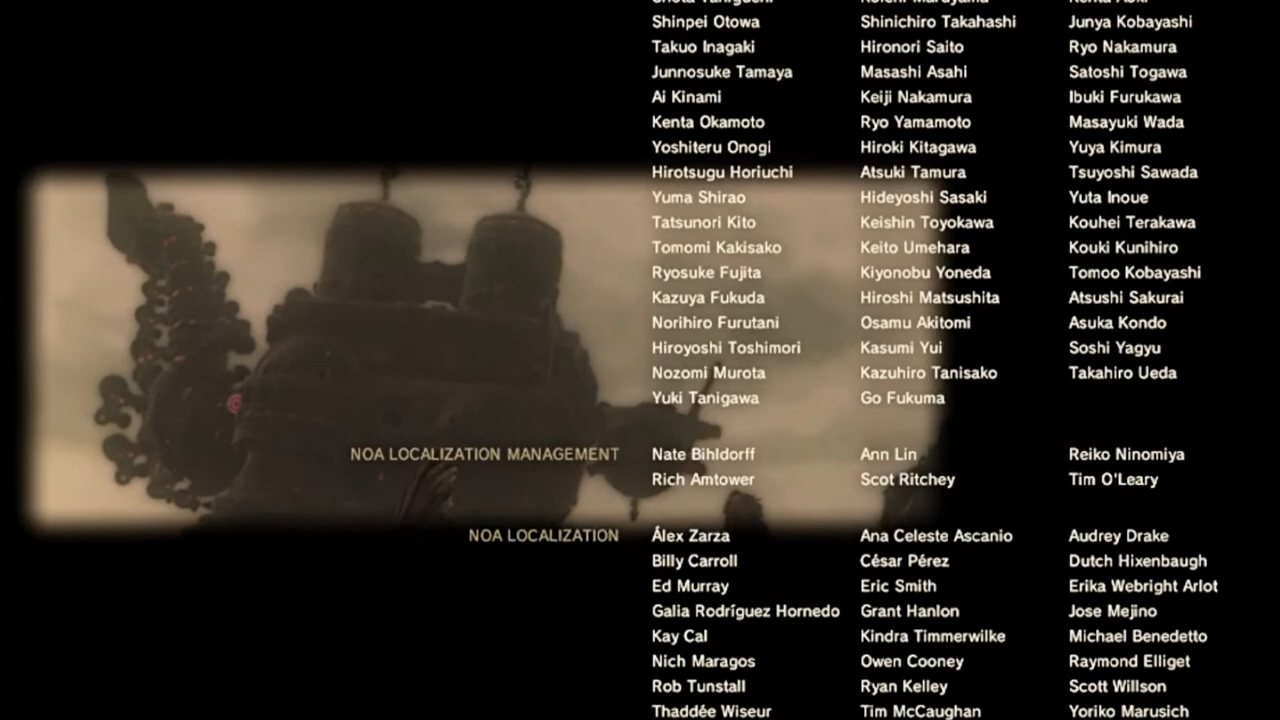 Shinpei Otowa Shinichiro Takahashi Junya Kobayashi
Takuo Inagaki Hironori Saito Ryo Nakamura
Junnosuke Tamaya Masashi Asahi Satoshi Togawa
Ai Kinami Keiji Nakamura Ibuki Furukawa
Kenta Okamoto Ryo Yamamoto Masayuki Wada
Yoshiteru Onogi Hiroki Kitagawa Yuya Kimura
Hirotsugu Horiuchi Atsuki Tamura Tsuyoshi Sawada
Yuma Shirao Hideyoshi Sasaki Yuta Inoue
Tatsunori Kito Keishin Toyokawa Kouhei Terakawa
Tomomi Kakisako Keito Umehara Kouki Kunihiro
Ryosuke Fujita Kiyonobu Yoneda Tomoo Kobayashi
Kazuya Fukuda Hiroshi Matsushita Atsushi Sakurai
Norihiro Furutani Osamu Akitomi Asuka Kondo
Hiroyoshi Toshimori Kasumi Yui Soshi Yagyu
Nozomi Murota Kazuhiro Tanisako Takahiro Ueda
Yuki Tanigawa Go Fukuma
NOA LOCALIZATION MANAGEMENT Nate Bihldorff Ann Lin Reiko Ninomiya
Rich Amtower Scot Ritchey Tim O'Leary
NOA LOCALIZATION Álex Zarza Ana Celeste Ascanio Audrey Drake
Billy Carroll César Pérez Dutch Hixenbaugh
Ed Murray Eric Smith Erika Webright Arlot
Galia Rodríguez Hornedo Grant Hanlon Jose Mejino
Kay Cal Kindra Timmerwilke Michael Benedetto
Nich Maragos Owen Cooney Raymond Elliget
Rob Tunstall Ryan Kelley Scott Willson
Thaddée Wiseur Tim McCaughan Yoriko Marusich